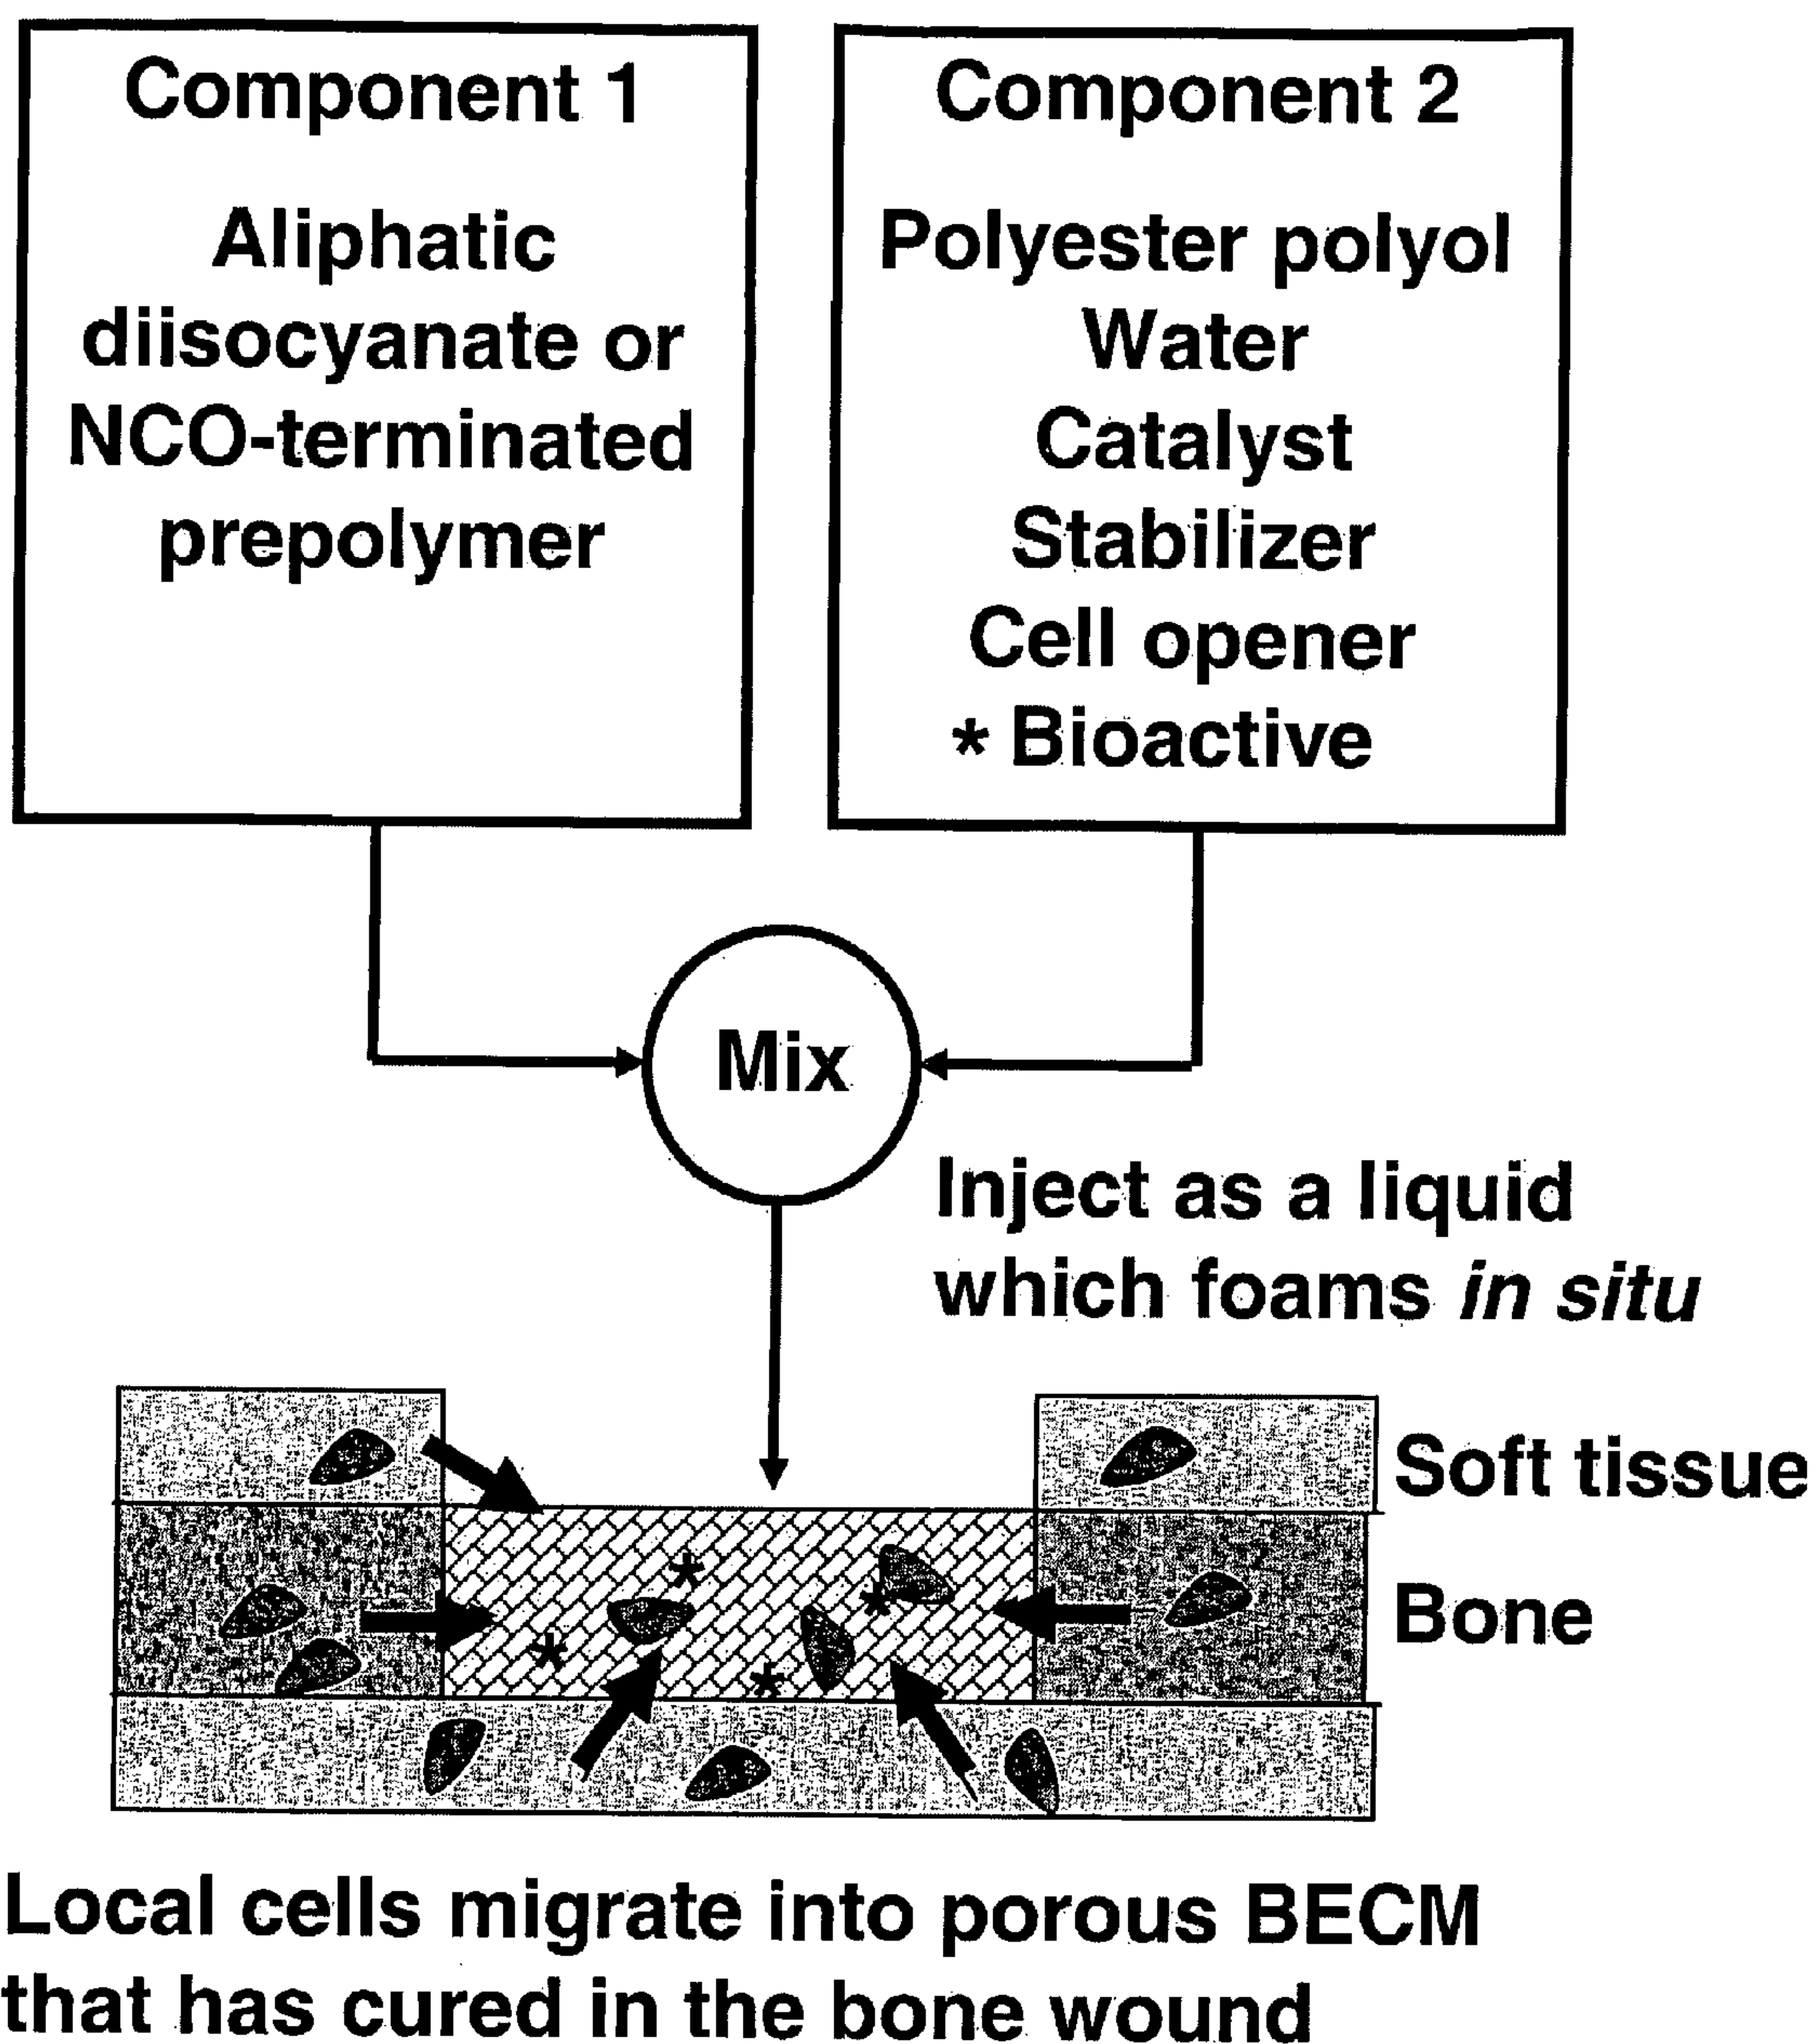 Component 1
Aliphatic
diisocyanate or
NCO-terminated
prepolymer
Component 2
Polyester polyol
Water
Catalyst
Stabilizer
Cell opener
* Bioactive
Mix
Inject as a liquid
which foams in situ
Soft tissue
Bone
* * * *
Local cells migrate into porous BECM
that has cured in the bone wound